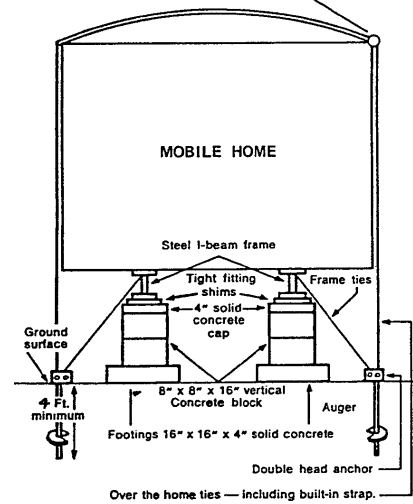 MOBILE HOME
Steel I-beam frame
Tight fitting
shims
Frame ties
4" solid
concrete
cap
Ground
surface
4 Ft.
minimum
8" x 8" x 16" vertical
Concrete block
Auger
Footings 16" x 16" x 4" solid concrete
Double head anchor
Over the home ties — including built-in strap.